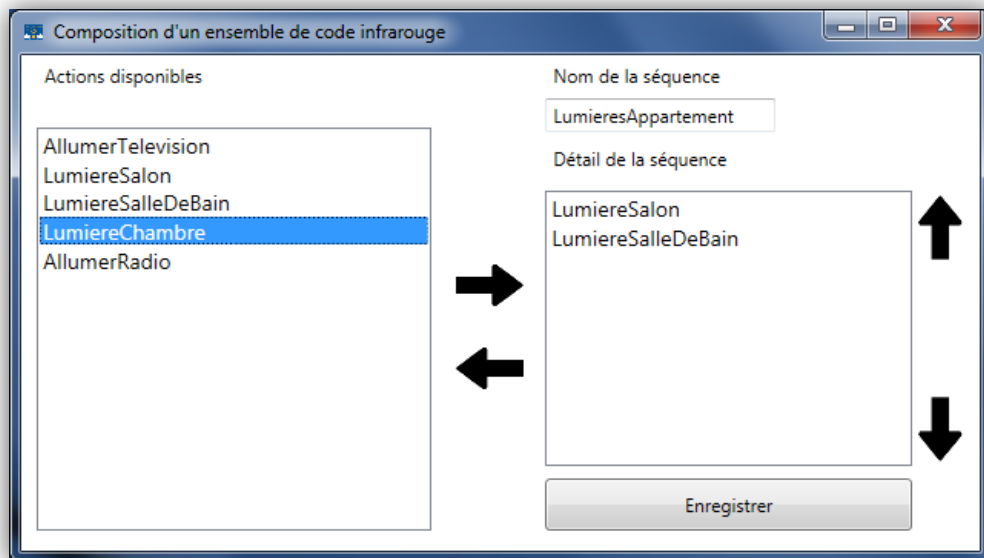 Composition d'un ensemble de code infrarouge
Actions disponibles
AllumerTelevision
LumiereSalon
LumiereSalleDeBain
LumiereChambre
AllumerRadio
Nom de la séquence
LumieresAppartement
Détail de la séquence
LumiereSalon
LumiereSalleDeBain
Enregistrer